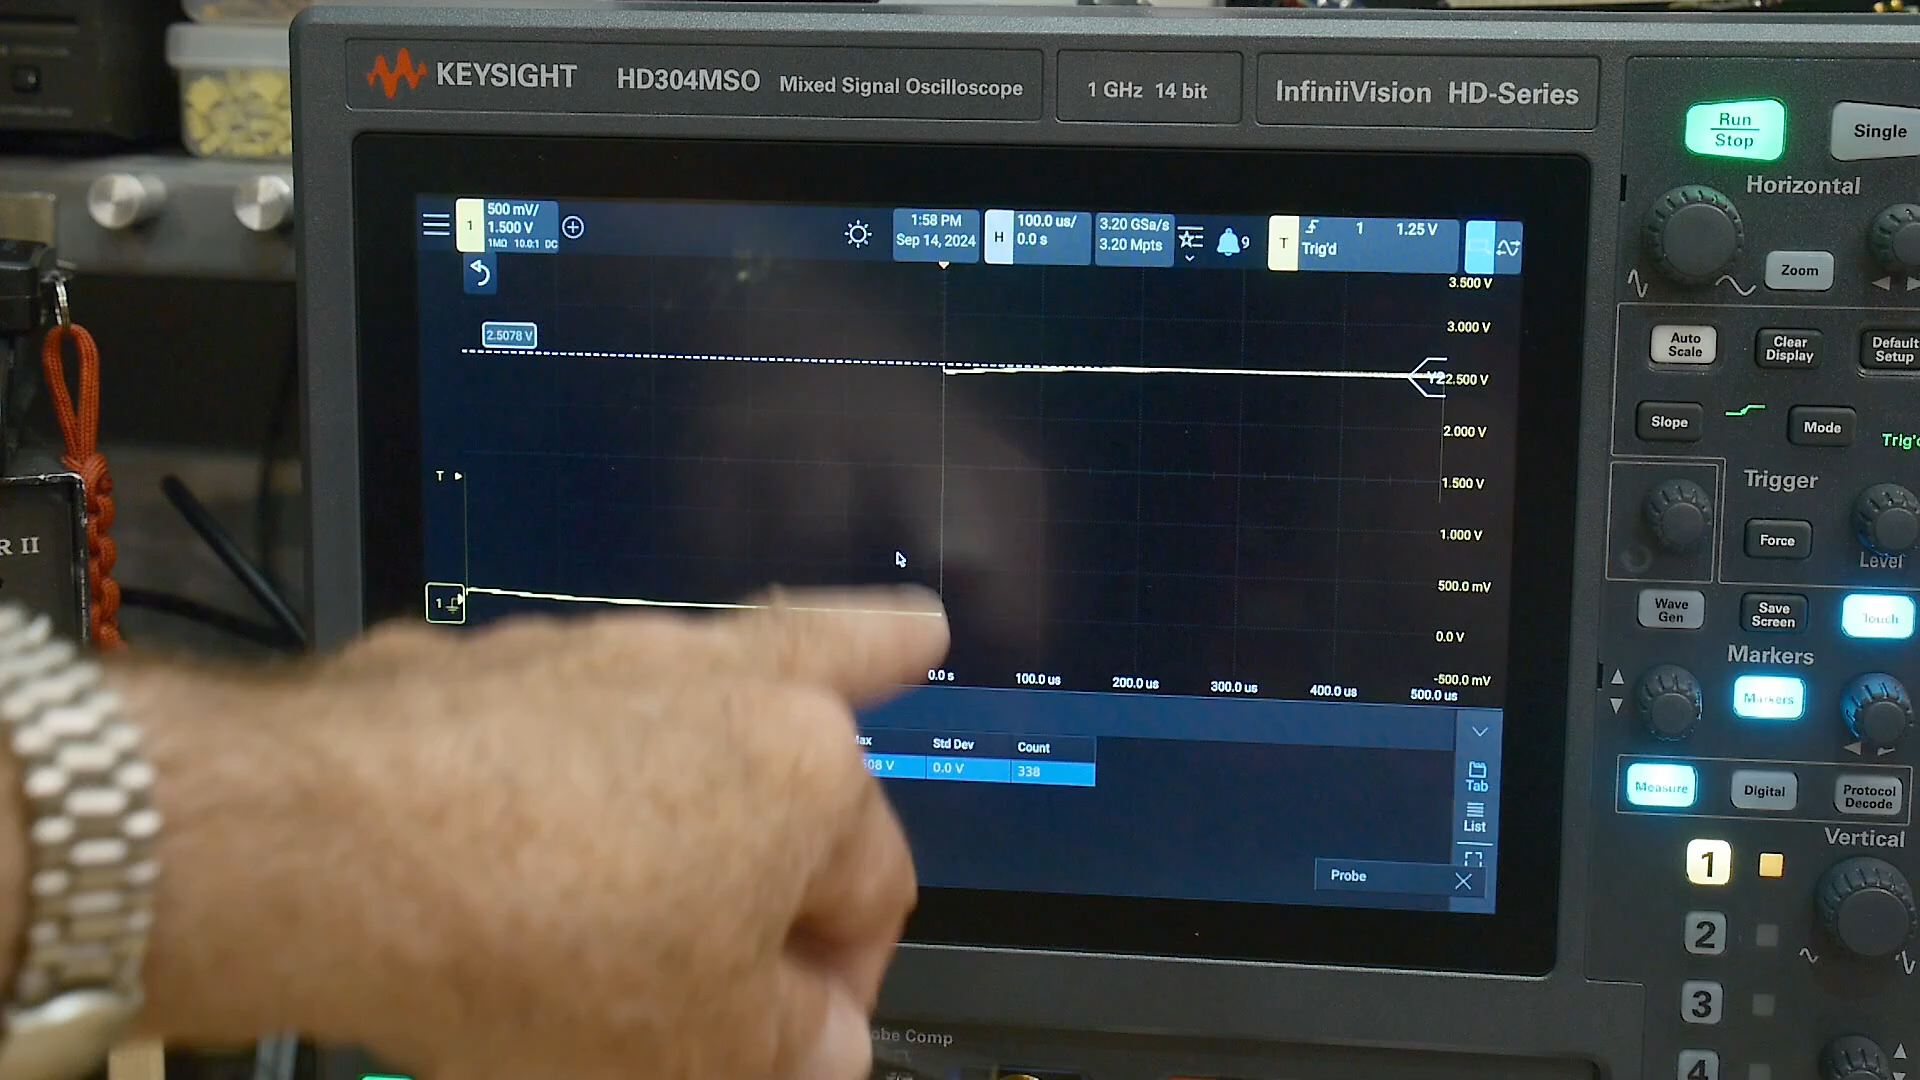 KEYSIGHT HD304MSO Mixed Signal Oscilloscope 1 GHz 14 bit InfiniiVision HD-Series
Run
Stop
Single
Horizontal
1
500 mV/
1.500 V
1MΩ 10.0:1 DC
1:58 PM
Sep 14, 2024
H
100.0 us/
0.0 s
3.20 GSa/s
3.20 Mpts
9
T
1 1.25 V
Trig'd
Zoom
3.500 V
3.000 V
2.5078 V
2.500 V
2.000 V
1.500 V
1.000 V
500.0 mV
0.0 V
-500.0 mV
T
1
0.0 s 100.0 us 200.0 us 300.0 us 400.0 us 500.0 us
Std Dev Count
08 V 0.0 V 338
Tab
List
Probe
Auto
Scale
Clear
Display
Default
Setup
Slope
Mode
Trigger
Force
Level
Wave
Gen
Save
Screen
Touch
Markers
Markers
Measure
Digital
Protocol
Decode
Vertical
1
2
3
4
R II
obe Comp